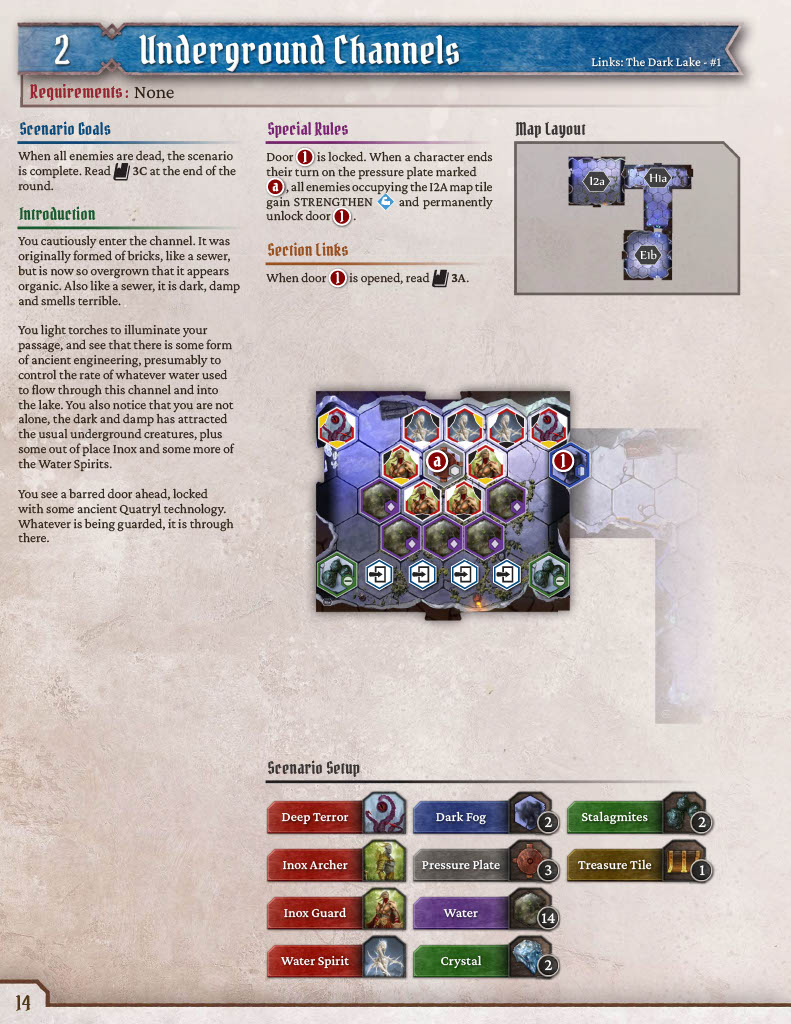 2
Underground Channels
Links: The Dark Lake - #1
Requirements: None
Scenario Goals
When all enemies are dead, the scenario
is complete. Read 3C at the end of the
round.
Introduction
You cautiously enter the channel. It was
originally formed of bricks, like a sewer,
but is now so overgrown that it appears
organic. Also like a sewer, it is dark, damp
and smells terrible.
You light torches to illuminate your
passage, and see that there is some form
of ancient engineering, presumably to
control the rate of whatever water used
to flow through this channel and into
the lake. You also notice that you are not
alone, the dark and damp has attracted
the usual underground creatures, plus
some out of place Inox and some more of
the Water Spirits.
You see a barred door ahead, locked
with some ancient Quatryl technology.
Whatever is being guarded, it is through
there.
Special Rules
Door 1 is locked. When a character ends
their turn on the pressure plate marked
a, all enemies occupying the I2A map tile
gain STRENGTHEN and permanently
unlock door 1.
Section Links
When door 1 is opened, read 3A.
Map Layout
I2a
H1a
E1b
a
1
Scenario Setup
Deep Terror
Dark Fog
2
Stalagmites
2
Inox Archer
Pressure Plate
3
Treasure Tile
1
Inox Guard
Water
14
Water Spirit
Crystal
2
14